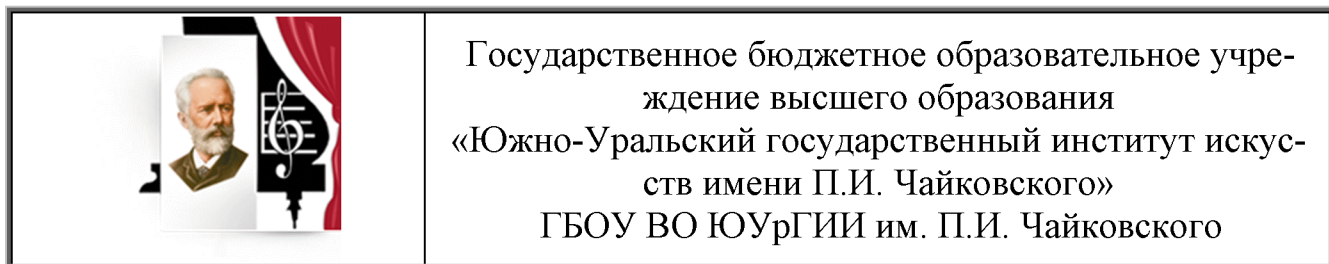 Государственное бюджетное образовательное учре-
ждение высшего образования
«Южно-Уральский государственный институт искус-
ств имени П.И. Чайковского»
ГБОУ ВО ЮУрГИИ им. П.И. Чайковского